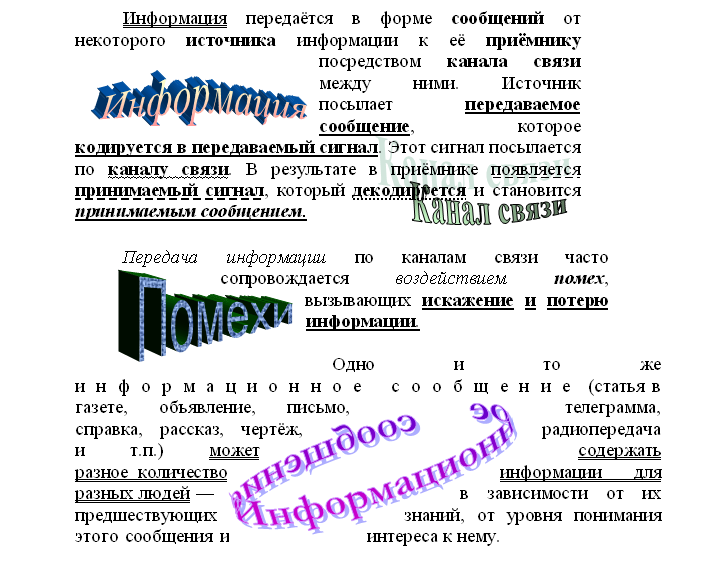 Информация передаётся в форме сообщений от
некоторого источника информации к её приёмнику
посредством канала связи
между ними. Источник
Информация
посылает передаваемое
сообщение, которое
кодируется в передаваемый сигнал. Этот сигнал посылается
по каналу связи. В результате в приёмнике появляется
принимаемый сигнал, который декодируется и становится
Канал связи
принимаемым сообщением.
Передача информации по каналам связи часто
сопровождается воздействием помех,
Помехи
вызывающих искажение и потерю
информации.
Одно и то же
информационное сообщение (статья в
газете, объявление, письмо, телеграмма,
справка, рассказ, чертёж, радиопередача
и т.п.) может содержать
Информационное сообщение
разное количество информации для
разных людей — в зависимости от их
предшествующих знаний, от уровня понимания
этого сообщения и интереса к нему.